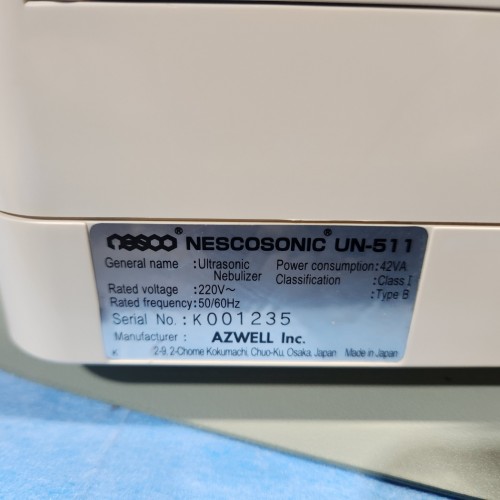 nesco® NESCOSONIC® UN-511
General name :Ultrasonic Nebulizer
Power consumption:42VA
Classification :Class I
:Type B
Rated voltage :220V~
Rated frequency:50/60Hz
Serial No. :K001235
Manufacturer : AZWELL Inc.
K 2-9, 2-Chome Kokumachi, Chuo-Ku, Osaka, Japan Made in Japan